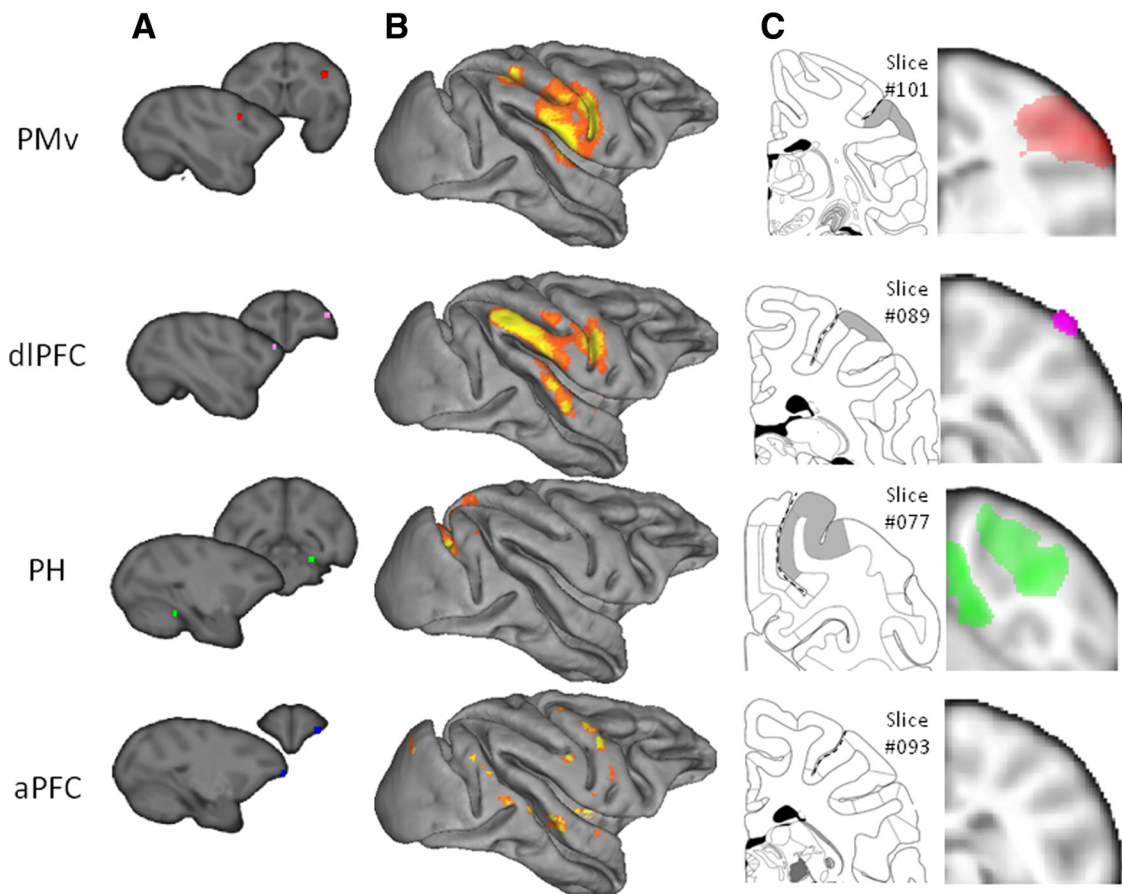 A B C
PMv
Slice
#101
dlPFC
Slice
#089
PH
Slice
#077
aPFC
Slice
#093